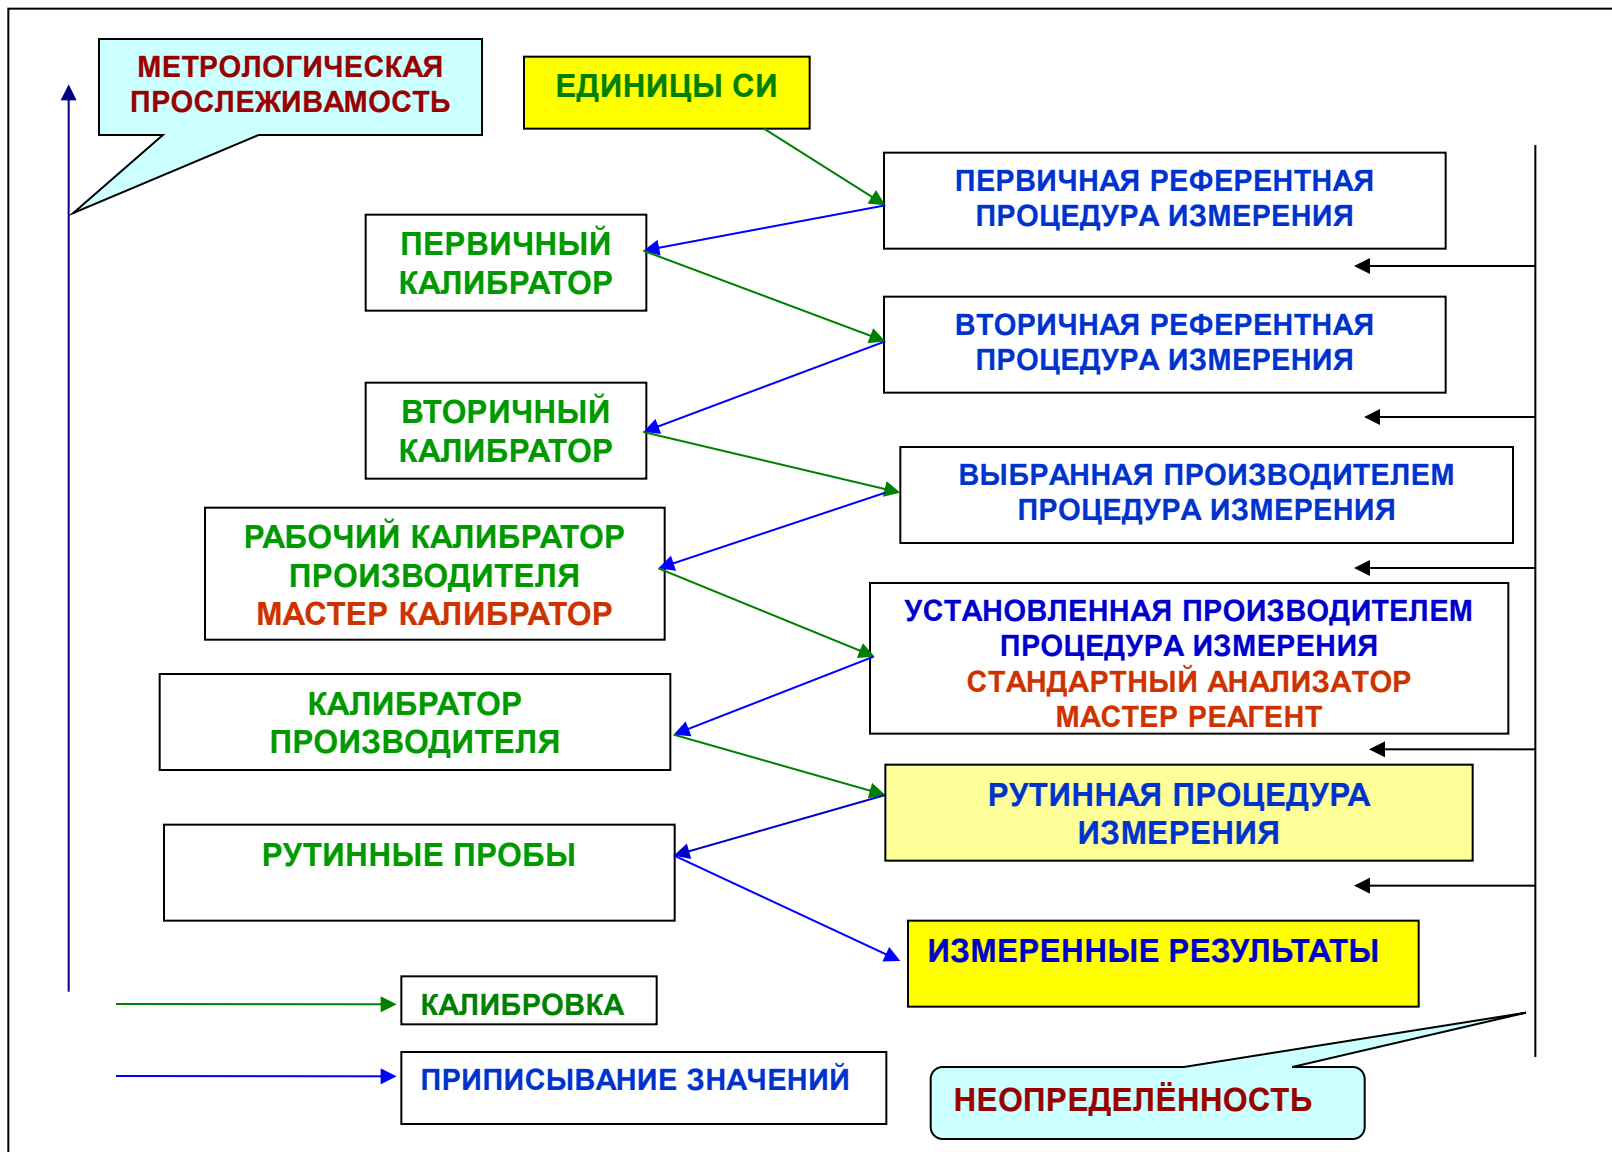 МЕТРОЛОГИЧЕСКАЯ
ПРОСЛЕЖИВАМОСТЬ
ЕДИНИЦЫ СИ
ПЕРВИЧНАЯ РЕФЕРЕНТНАЯ
ПРОЦЕДУРА ИЗМЕРЕНИЯ
ПЕРВИЧНЫЙ
КАЛИБРАТОР
ВТОРИЧНАЯ РЕФЕРЕНТНАЯ
ПРОЦЕДУРА ИЗМЕРЕНИЯ
ВТОРИЧНЫЙ
КАЛИБРАТОР
ВЫБРАННАЯ ПРОИЗВОДИТЕЛЕМ
ПРОЦЕДУРА ИЗМЕРЕНИЯ
РАБОЧИЙ КАЛИБРАТОР
ПРОИЗВОДИТЕЛЯ
МАСТЕР КАЛИБРАТОР
УСТАНОВЛЕННАЯ ПРОИЗВОДИТЕЛЕМ
ПРОЦЕДУРА ИЗМЕРЕНИЯ
СТАНДАРТНЫЙ АНАЛИЗАТОР
МАСТЕР РЕАГЕНТ
КАЛИБРАТОР
ПРОИЗВОДИТЕЛЯ
РУТИННАЯ ПРОЦЕДУРА
ИЗМЕРЕНИЯ
РУТИННЫЕ ПРОБЫ
ИЗМЕРЕННЫЕ РЕЗУЛЬТАТЫ
КАЛИБРОВКА
ПРИПИСЫВАНИЕ ЗНАЧЕНИЙ
НЕОПРЕДЕЛЁННОСТЬ